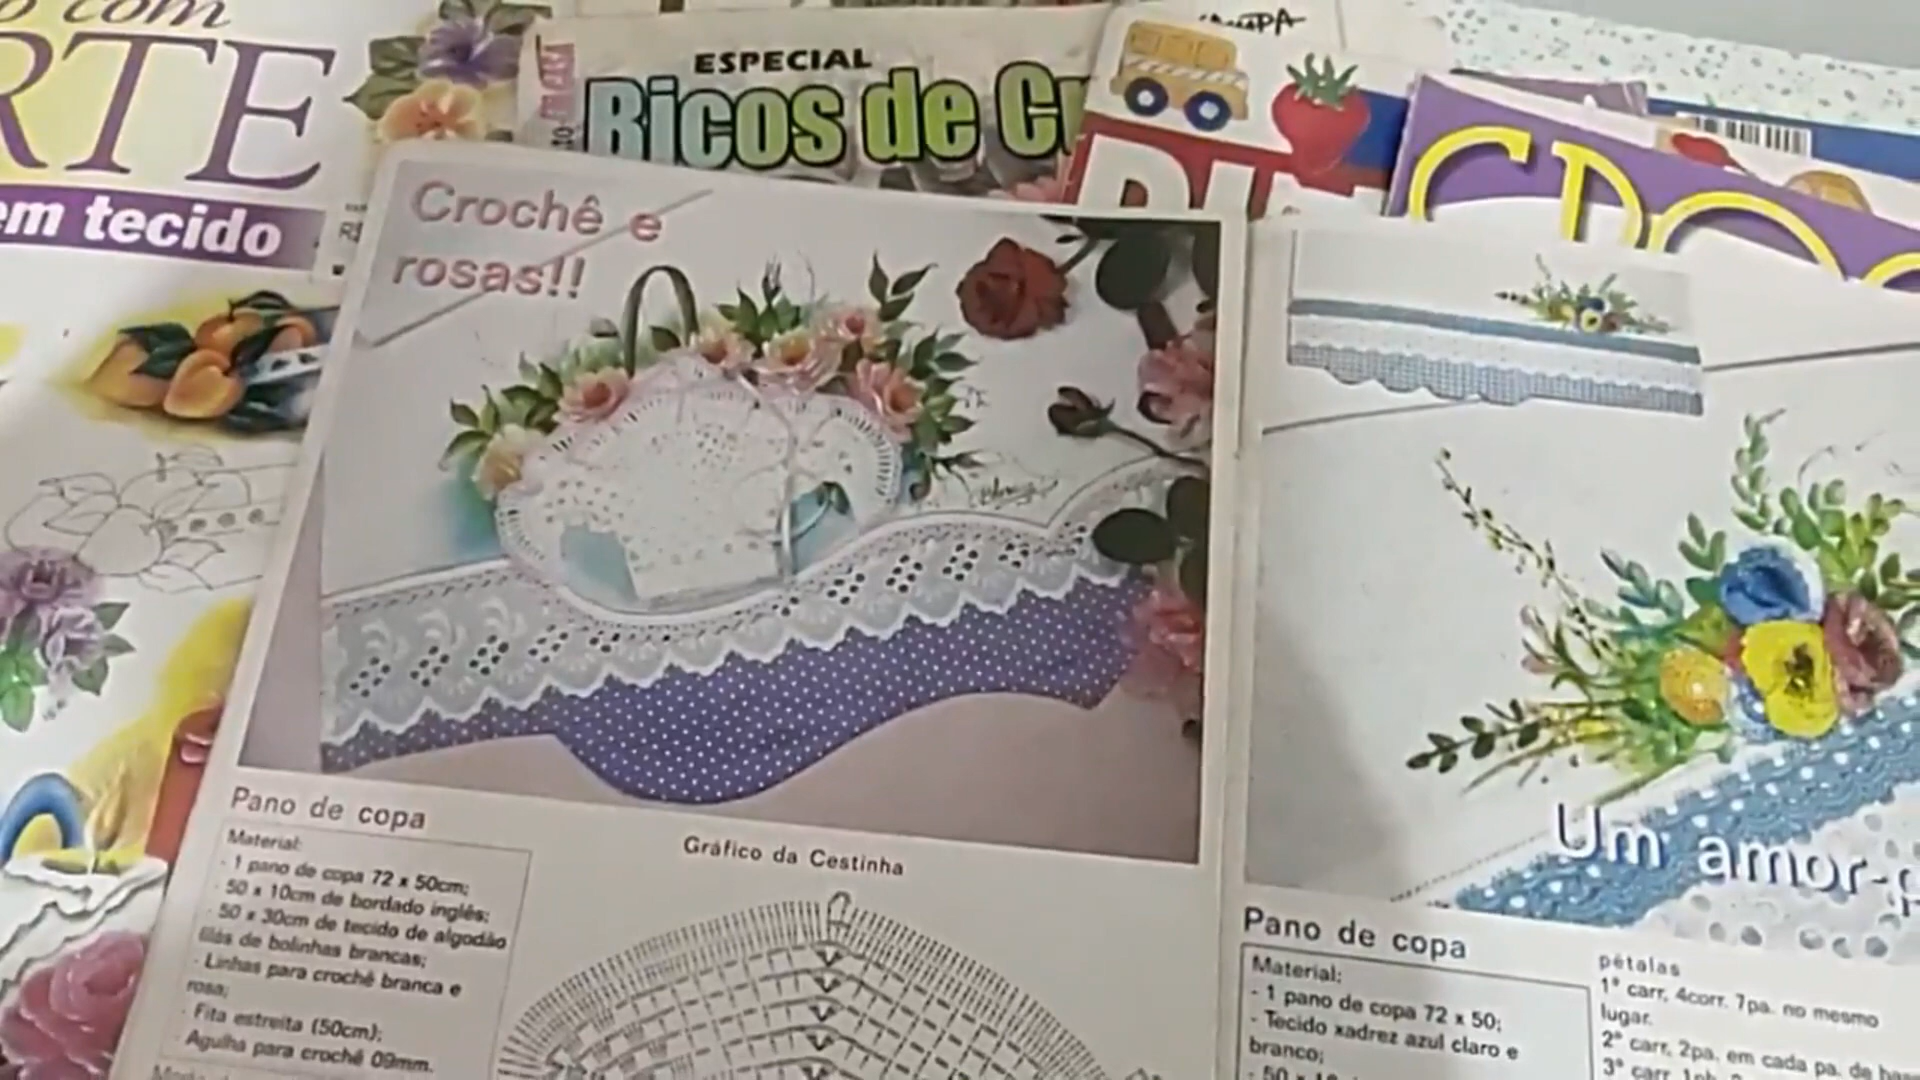 com
RTE
em tecido
ESPECIAL
Bicos de
Crochê e
rosas!!
Pano de copa
Material:
- 1 pano de copa 72 x 50cm;
- 50 x 10cm de bordado inglês;
- 50 x 30cm de tecido de algodão
lilás de bolinhas brancas;
- Linhas para crochê branca e
rosa;
- Fita estreita (50cm);
- Agulha para crochê 09mm.
Gráfico da Cestinha
Um amor-
Pano de copa
Material:
- 1 pano de copa 72 x 50;
- Tecido xadrez azul claro e
branco;
pétalas
1ª carr, 4corr. 7pa. no mesmo
lugar.
2ª carr, 2pa. em cada pa. de
3ª carr